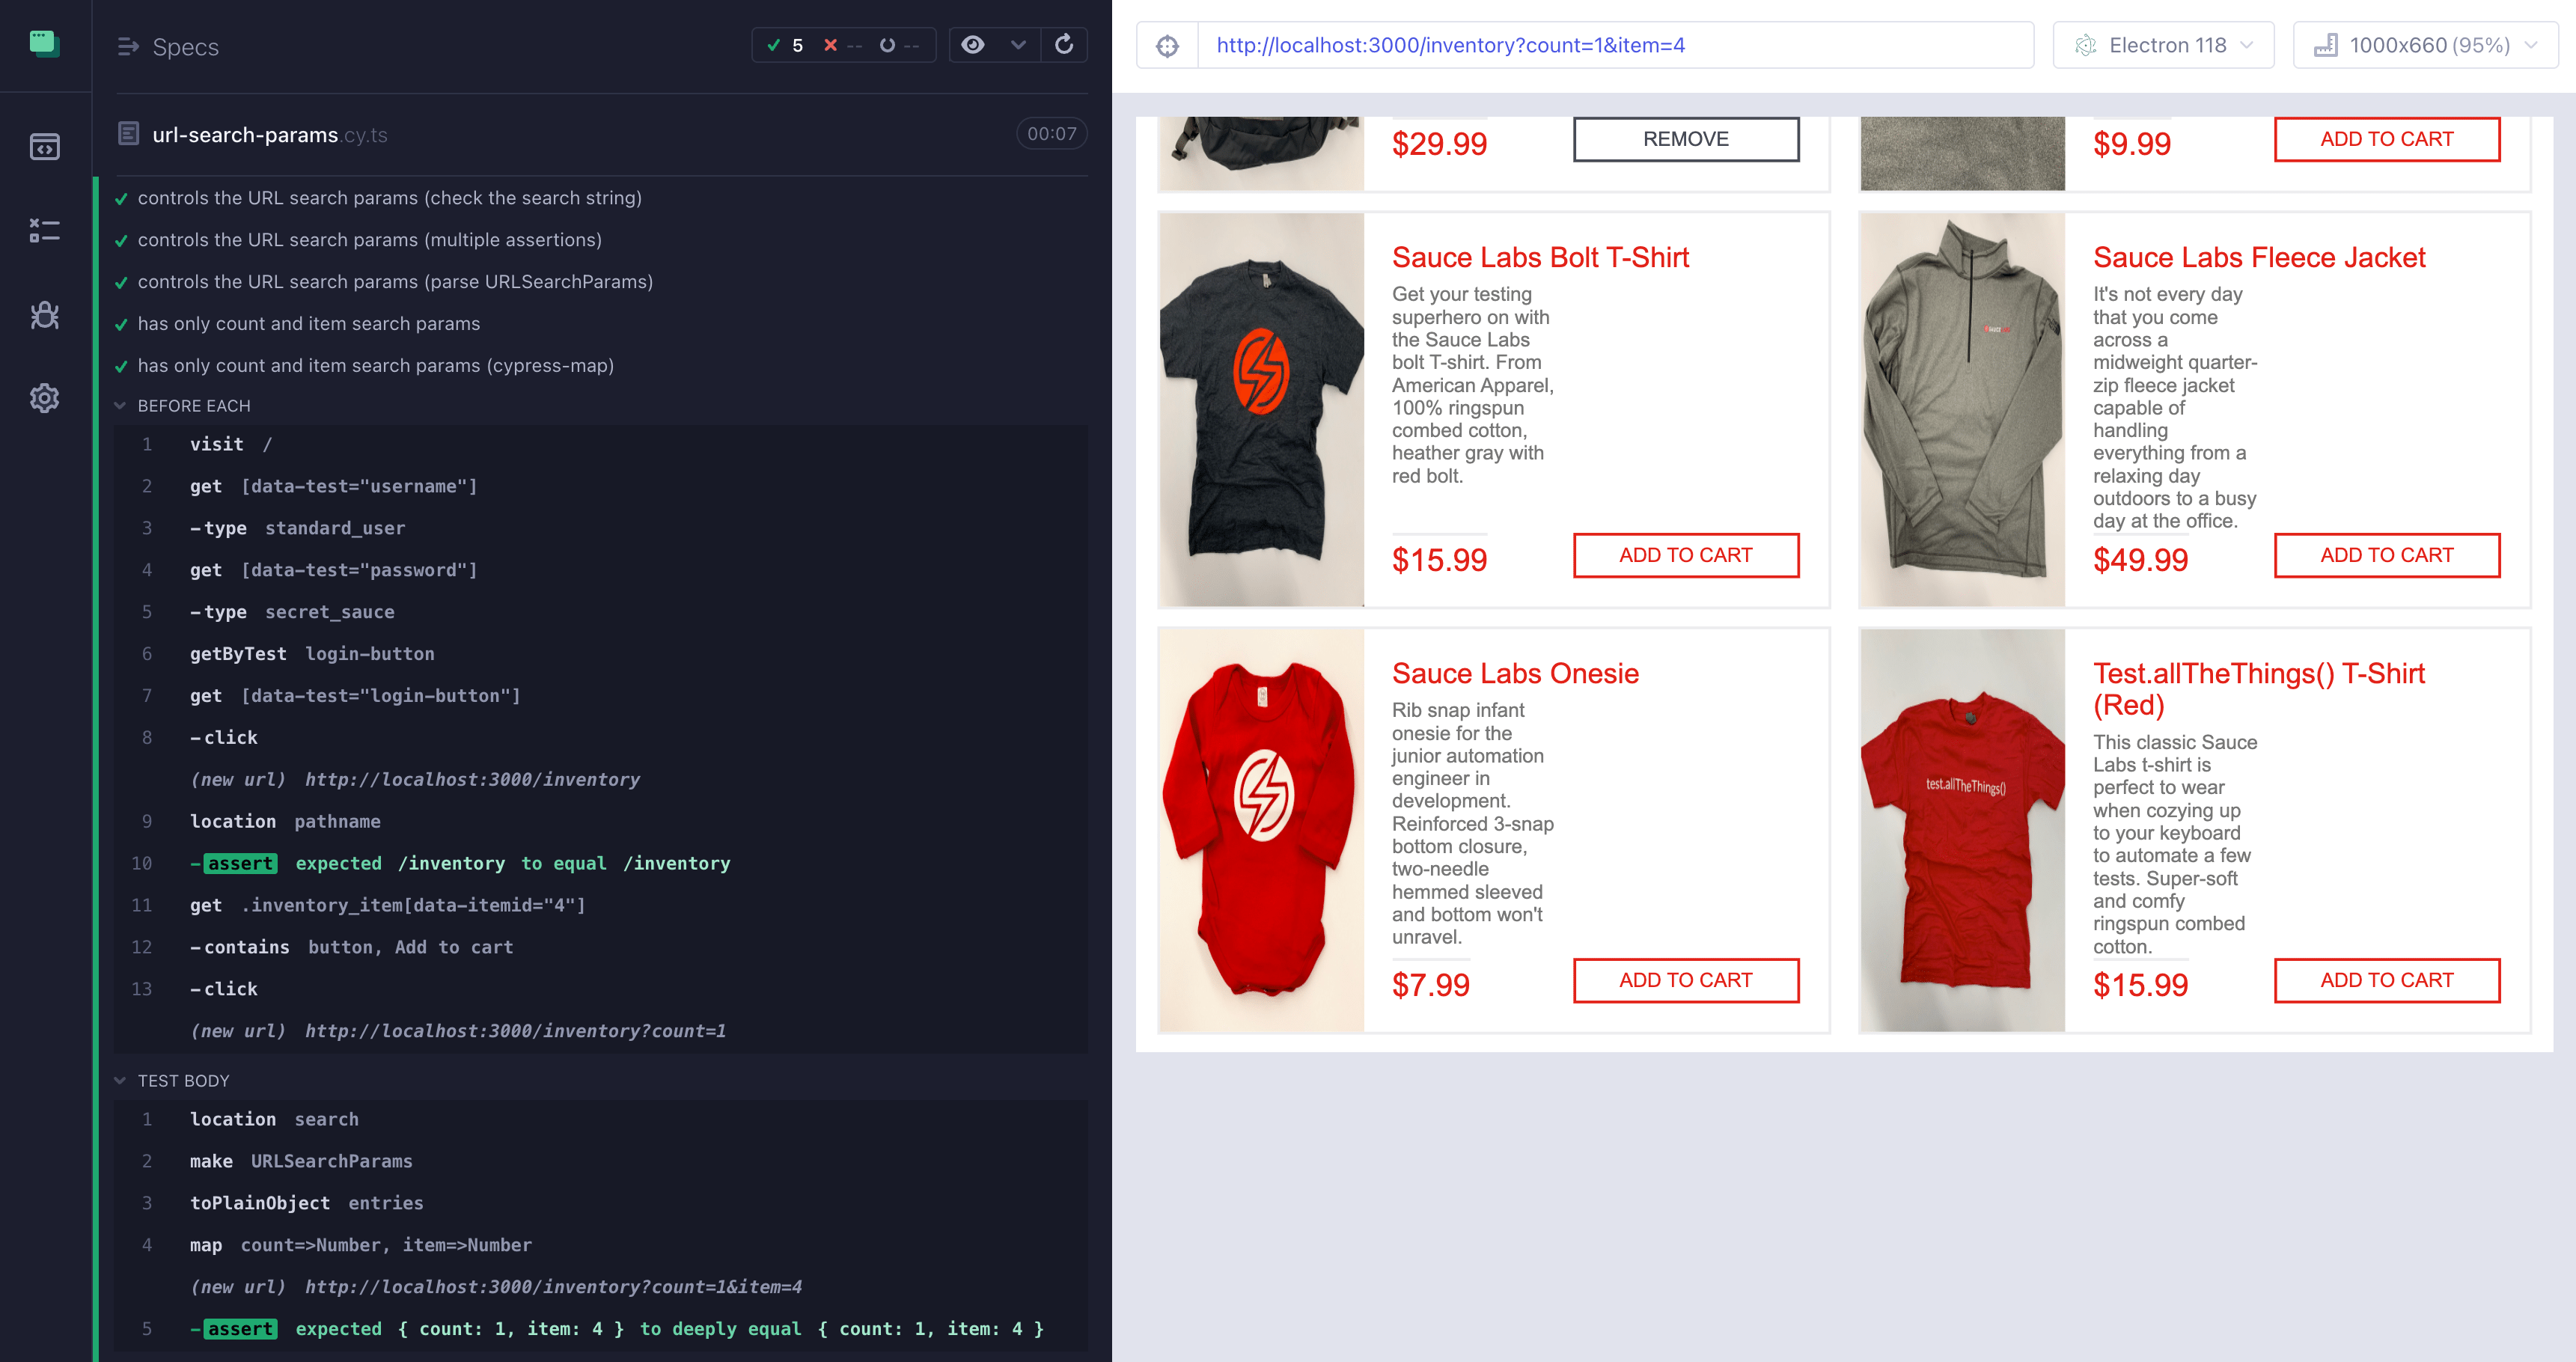 Specs
5 -- --
url-search-params.cy.ts
00:07
controls the URL search params (check the search string)
controls the URL search params (multiple assertions)
controls the URL search params (parse URLSearchParams)
has only count and item search params
has only count and item search params (cypress-map)
BEFORE EACH
1 visit /
2 get [data-test="username"]
3 -type standard_user
4 get [data-test="password"]
5 -type secret_sauce
6 getByTest login-button
7 get [data-test="login-button"]
8 -click
(new url) http://localhost:3000/inventory
9 location pathname
10 -assert expected /inventory to equal /inventory
11 get .inventory_item[data-itemid="4"]
12 -contains button, Add to cart
13 -click
(new url) http://localhost:3000/inventory?count=1
TEST BODY
1 location search
2 make URLSearchParams
3 toPlainObject entries
4 map count=>Number, item=>Number
(new url) http://localhost:3000/inventory?count=1&item=4
5 -assert expected { count: 1, item: 4 } to deeply equal { count: 1, item: 4 }
http://localhost:3000/inventory?count=1&item=4
Electron 118
1000x660 (95%)
$29.99
REMOVE
$9.99
ADD TO CART
Sauce Labs Bolt T-Shirt
Get your testing
superhero on with
the Sauce Labs
bolt T-shirt. From
American Apparel,
100% ringspun
combed cotton,
heather gray with
red bolt.
$15.99
ADD TO CART
Sauce Labs Fleece Jacket
It's not every day
that you come
across a
midweight quarter-
zip fleece jacket
capable of
handling
everything from a
relaxing day
outdoors to a busy
day at the office.
$49.99
ADD TO CART
Sauce Labs Onesie
Rib snap infant
onesie for the
junior automation
engineer in
development.
Reinforced 3-snap
bottom closure,
two-needle
hemmed sleeved
and bottom won't
unravel.
$7.99
ADD TO CART
Test.allTheThings() T-Shirt
(Red)
test.allTheThings()
This classic Sauce
Labs t-shirt is
perfect to wear
when cozying up
to your keyboard
to automate a few
tests. Super-soft
and comfy
ringspun combed
cotton.
$15.99
ADD TO CART